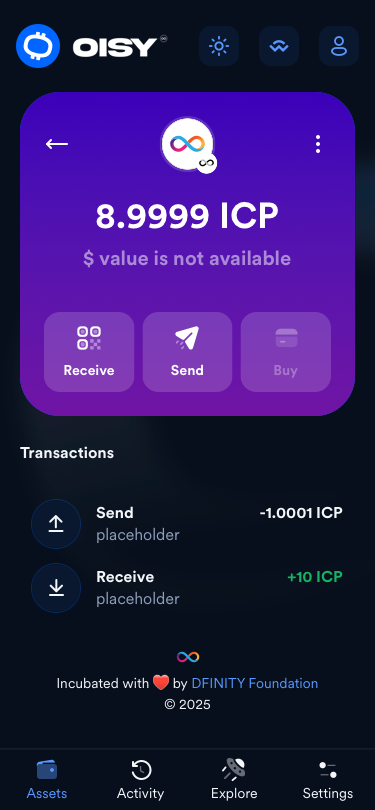 OISY
8.9999 ICP
$ value is not available
Receive
Send
Buy
Transactions
Send -1.0001 ICP
placeholder
Receive +10 ICP
placeholder
Incubated with ❤️ by DFINITY Foundation
© 2025
Assets
Activity
Explore
Settings